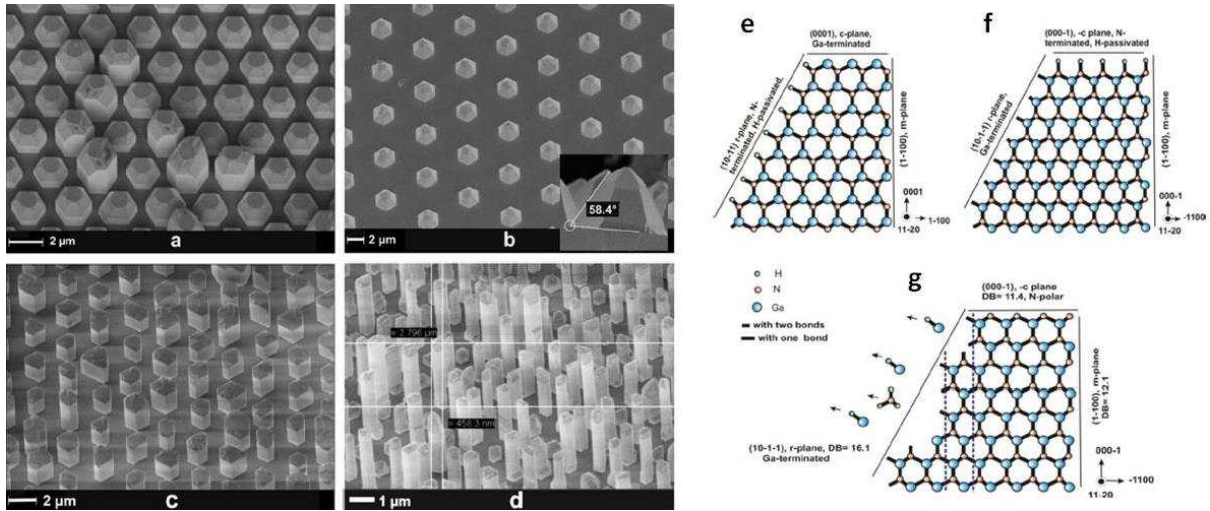 2 µm
a
2 µm
b
58.4°
2 µm
c
= 2.796 µm
= 458.3 nm
1 µm
d
e
(0001), c-plane,
Ga-terminated
(10-11) r-plane, N-
terminated, H-passivated,
(1-100), m-plane
0001
1-100
11-20
f
(000-1), -c plane, N-
terminated, H-passivated
(10-1-1) r-plane,
Ga-terminated
(1-100), m-plane
000-1
-1100
11-20
H
N
Ga
with two bonds
with one bond
g
(000-1), -c plane
DB= 11.4, N-polar
(1-100), m-plane
DB= 12.1
(10-1-1), r-plane, DB= 16.1
Ga-terminated
000-1
-1100
11-20